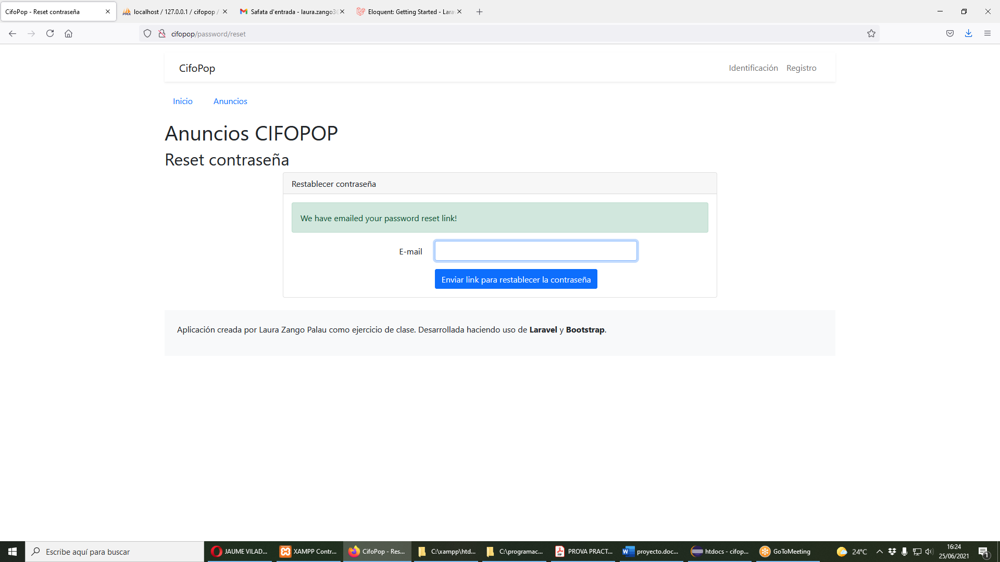 CifoPop - Reset contraseña
localhost / 127.0.0.1 / cifopop /
Safata d'entrada - laura.zango30
Eloquent: Getting Started - Lara
cifopop/password/reset
CifoPop
Identificación Registro
Inicio Anuncios
Anuncios CIFOPOP
Reset contraseña
Restablecer contraseña
We have emailed your password reset link!
E-mail
Enviar link para restablecer la contraseña
Aplicación creada por Laura Zango Palau como ejercicio de clase. Desarrollada haciendo uso de Laravel y Bootstrap.
Escribe aquí para buscar
JAUME VILAD...
XAMPP Contr...
CifoPop - Res...
C:\xampp\htd...
C:\programac...
PROVA PRACT...
proyecto.doc...
htdocs - cifop...
GoToMeeting
24°C
16:24
25/06/2021
1